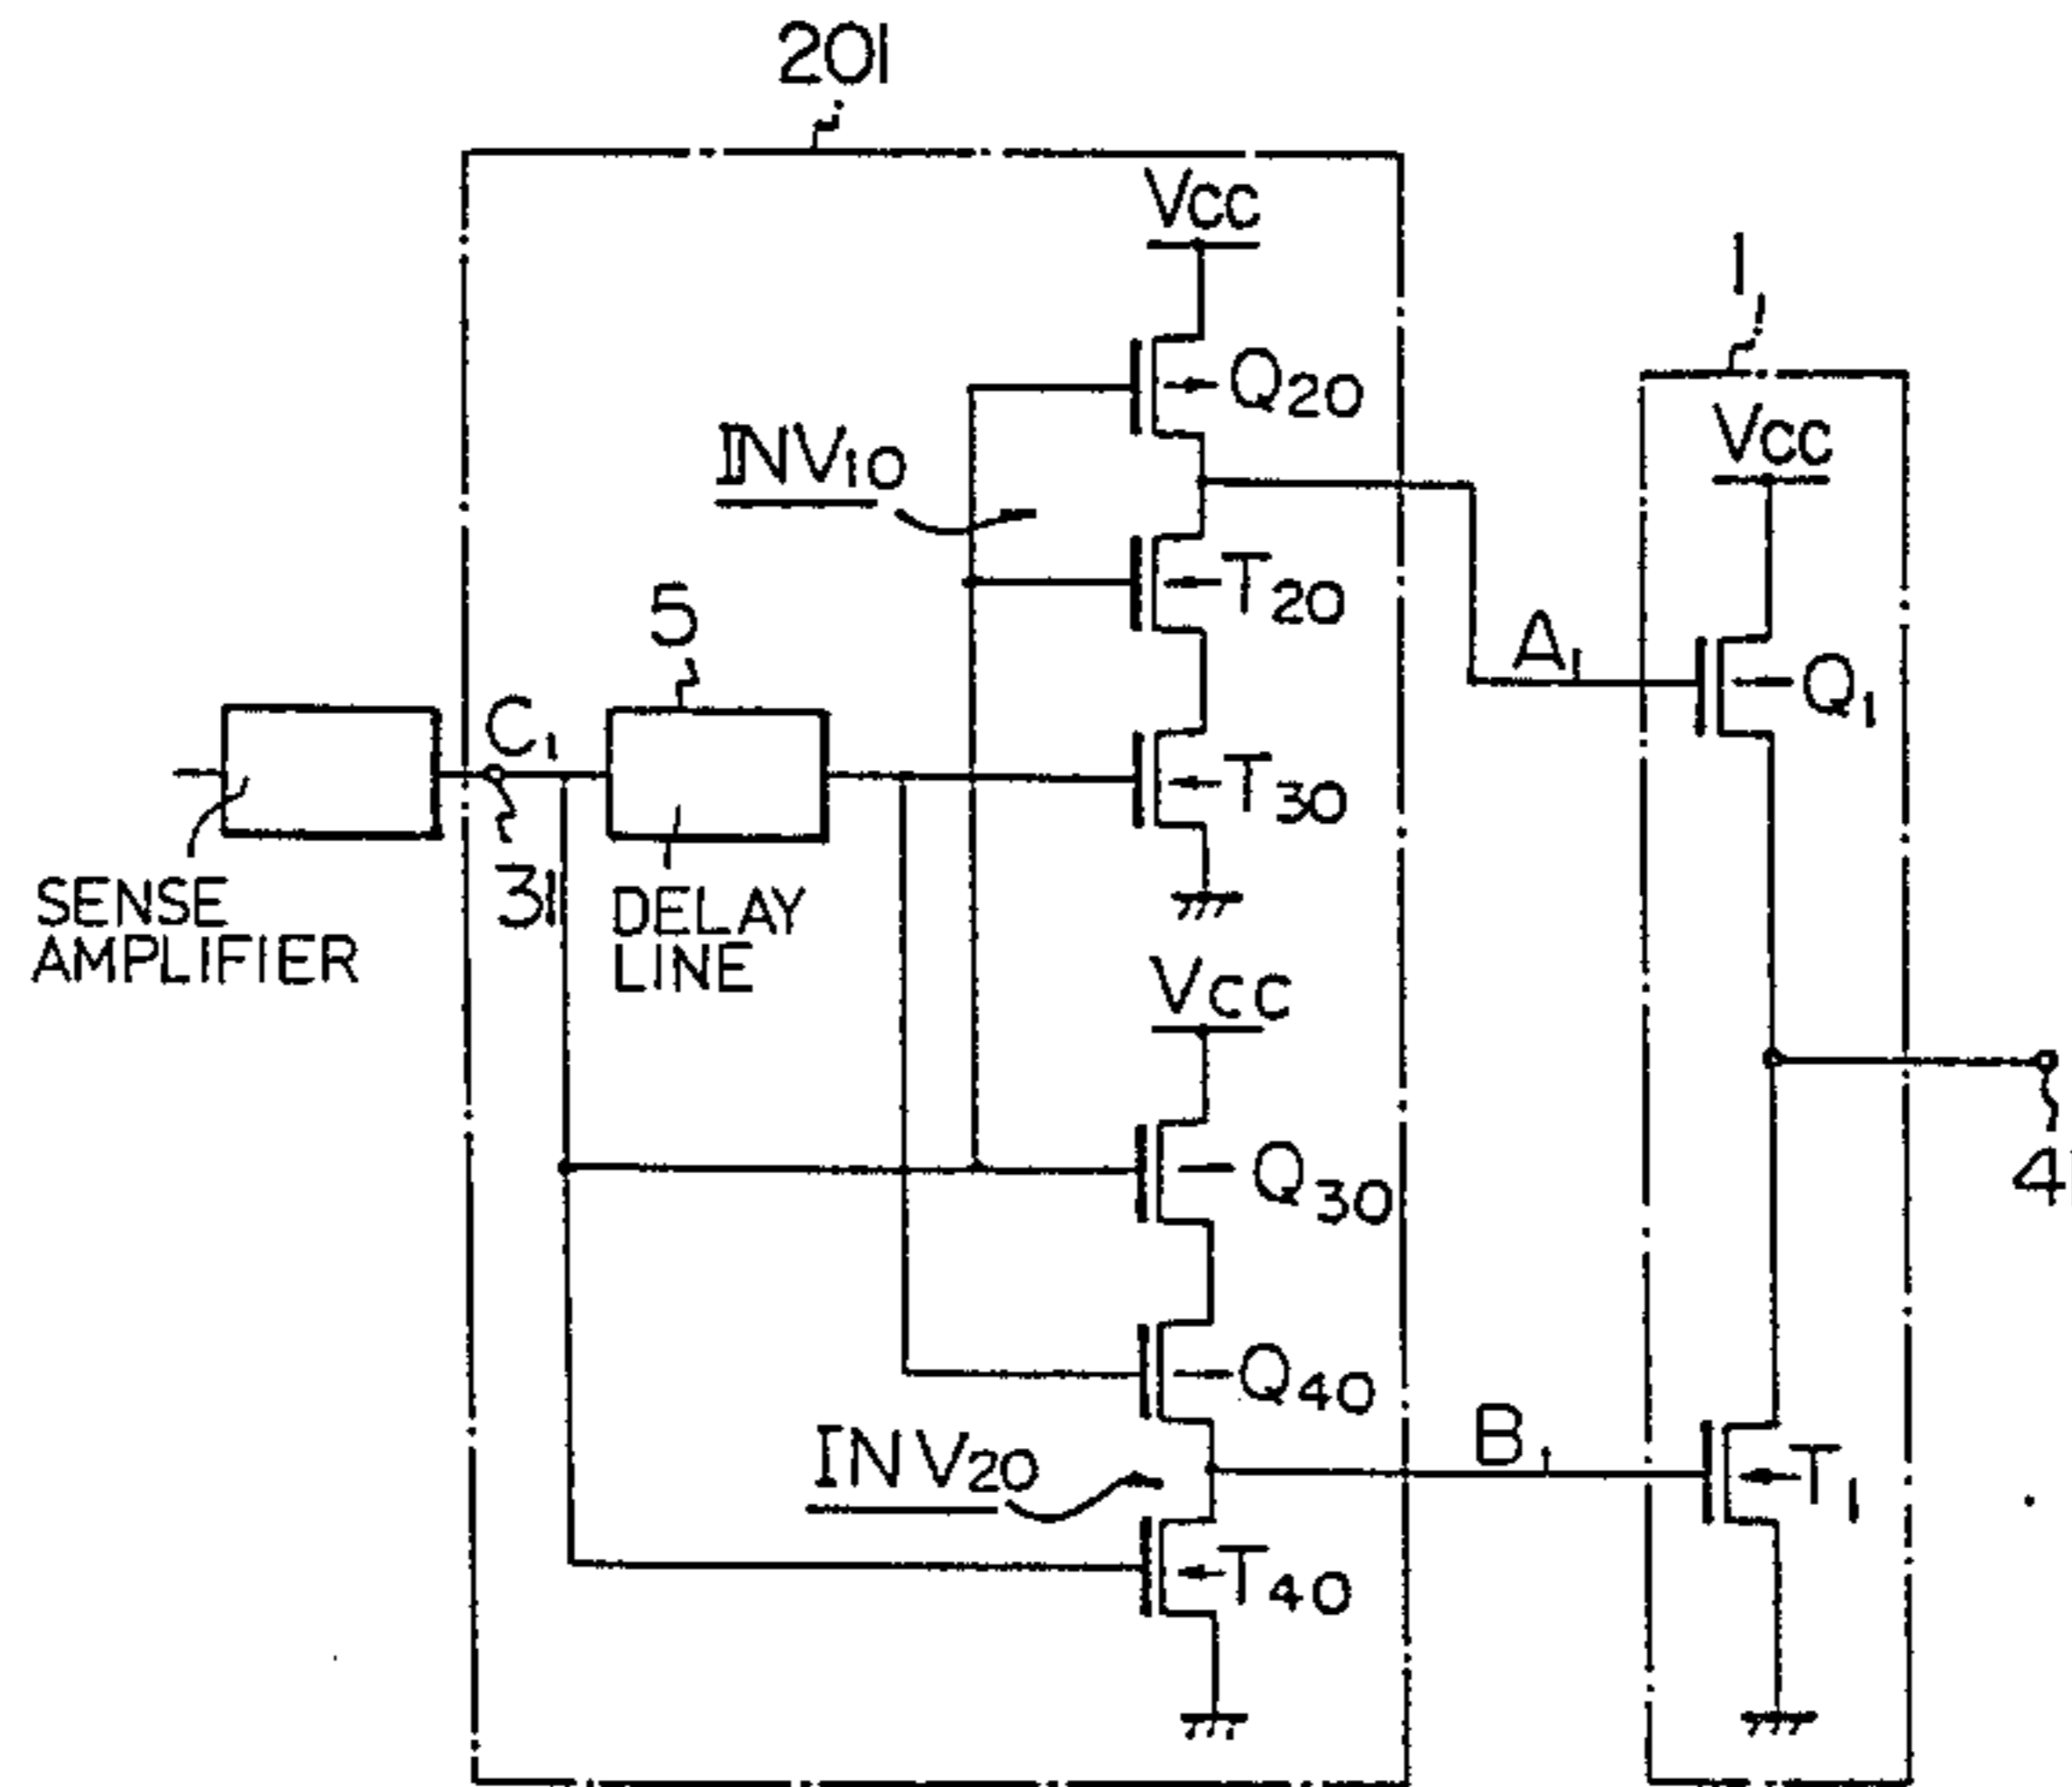 201
Vcc
1
Q20
INV10
Vcc
T20
5
A1
Q1
C1
T30
31
SENSE
AMPLIFIER
DELAY
LINE
Vcc
Q30
4
Q40
B1
INV20
T1
T40